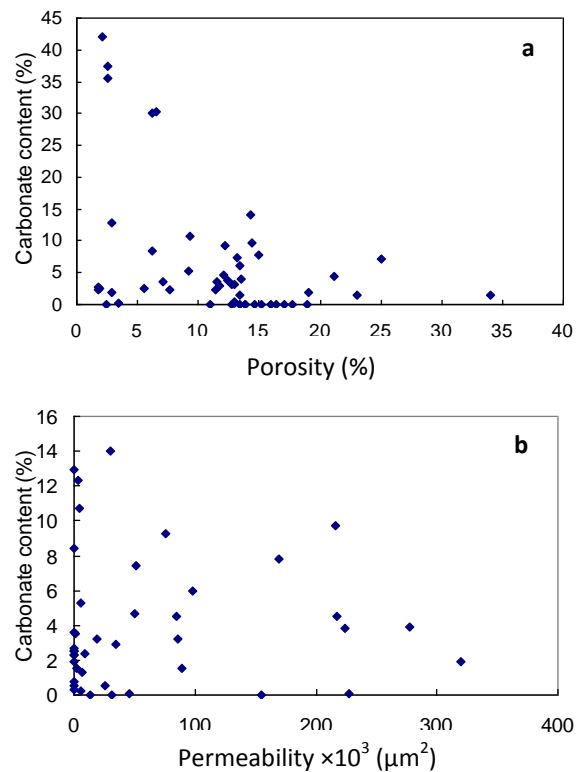 a
Carbonate content (%)
45
40
35
30
25
20
15
10
5
0
0 5 10 15 20 25 30 35 40
Porosity (%)
b
Carbonate content (%)
16
14
12
10
8
6
4
2
0
0 100 200 300 400
Permeability ×10³ (μm²)